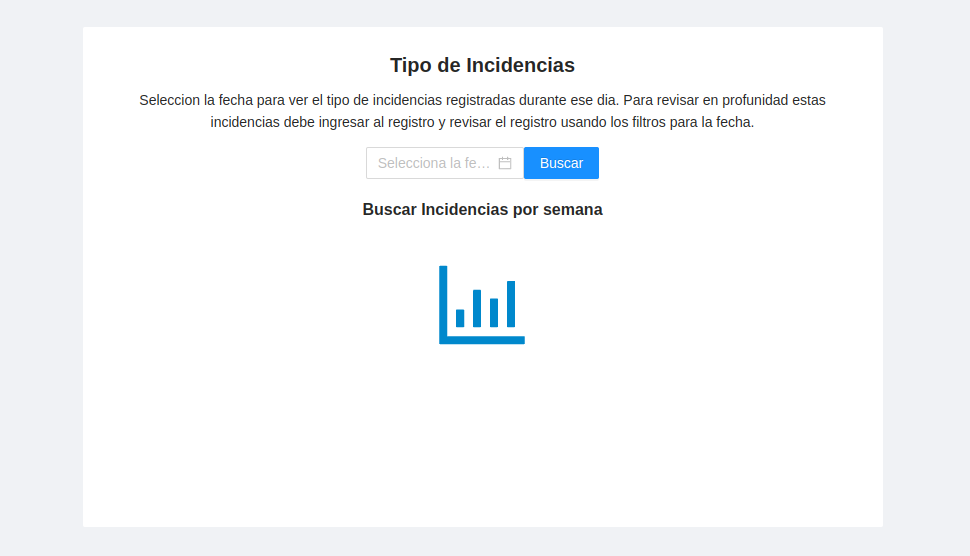 Tipo de Incidencias
Seleccion la fecha para ver el tipo de incidencias registradas durante ese dia. Para revisar en profundidad estas
incidencias debe ingresar al registro y revisar el registro usando los filtros para la fecha.
Selecciona la fe... Buscar
Buscar Incidencias por semana